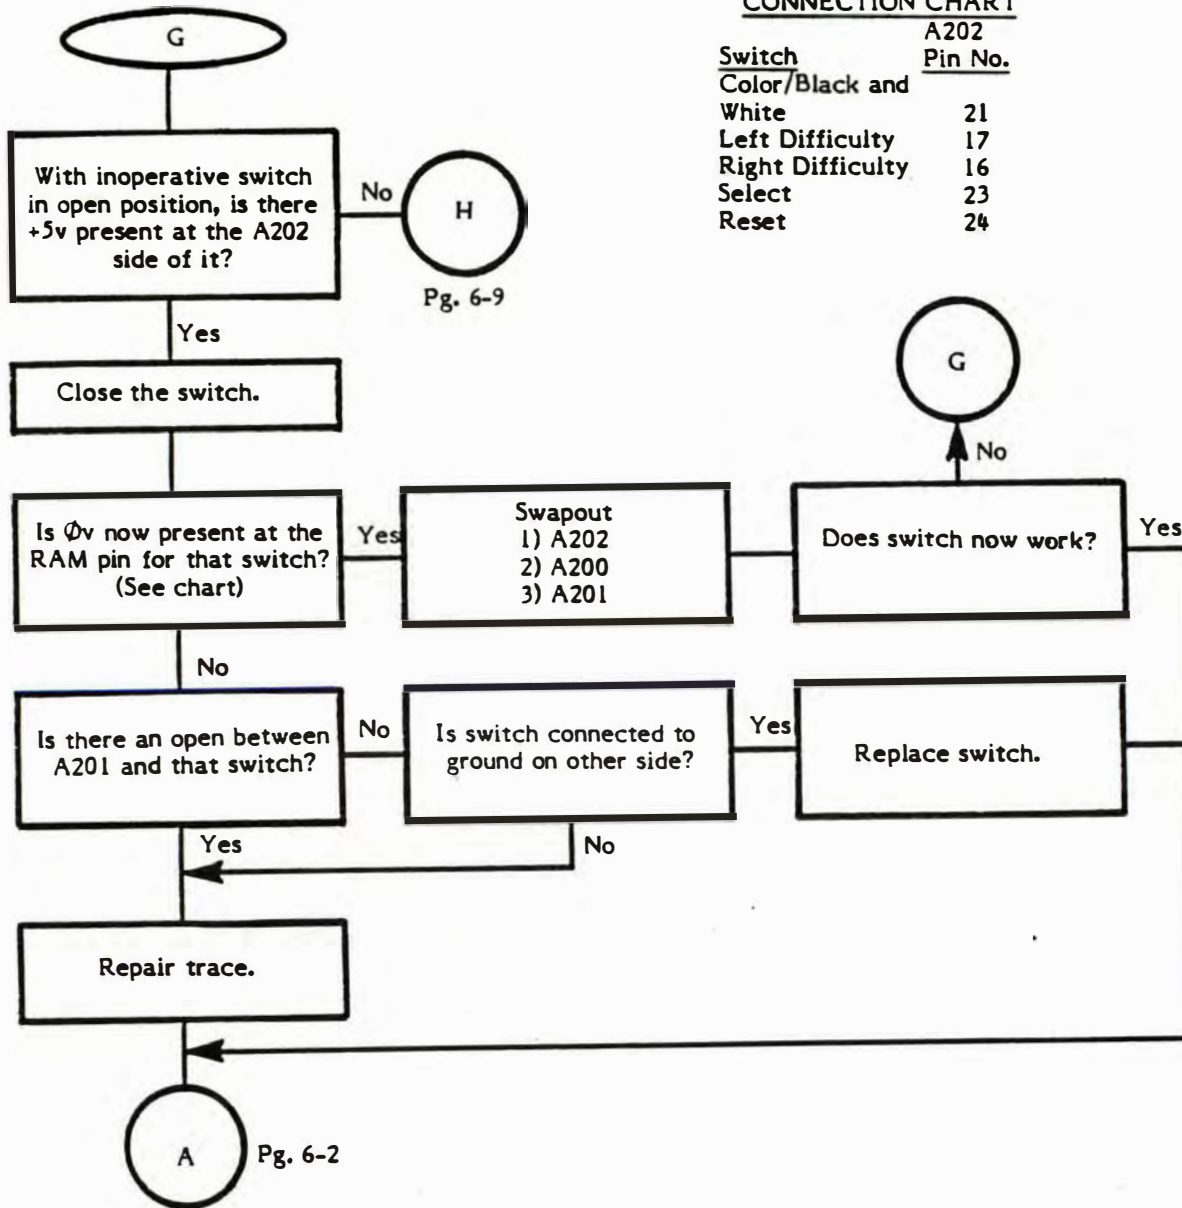 CONNECTION CHART
A202
Switch Pin No.
Color/Black and
White 21
Left Difficulty 17
Right Difficulty 16
Select 23
Reset 24
G
With inoperative switch
in open position, is there
+5v present at the A202
side of it?
No
H
Pg. 6-9
Yes
Close the switch.
G
No
Is Øv now present at the
RAM pin for that switch?
(See chart)
Yes
Swapout
1) A202
2) A200
3) A201
Does switch now work?
Yes
No
Is there an open between
A201 and that switch?
No
Is switch connected to
ground on other side?
Yes
Replace switch.
Yes
No
Repair trace.
A
Pg. 6-2